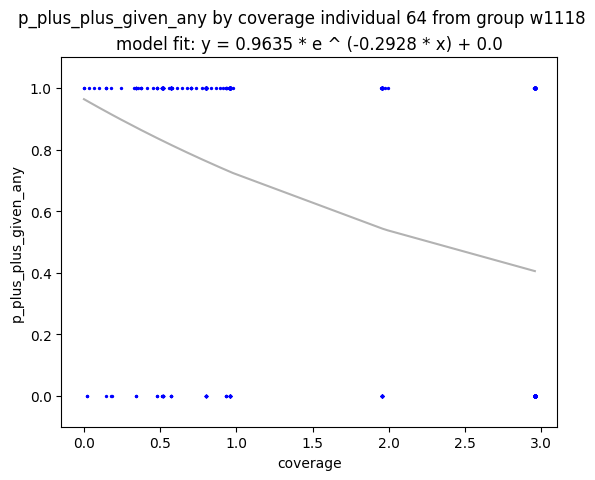 p_plus_plus_given_any by coverage individual 64 from group w1118
model fit: y = 0.9635 * e ^ (-0.2928 * x) + 0.0
1.0
0.8
0.6
0.4
0.2
0.0
p_plus_plus_given_any
0.0 0.5 1.0 1.5 2.0 2.5 3.0
coverage